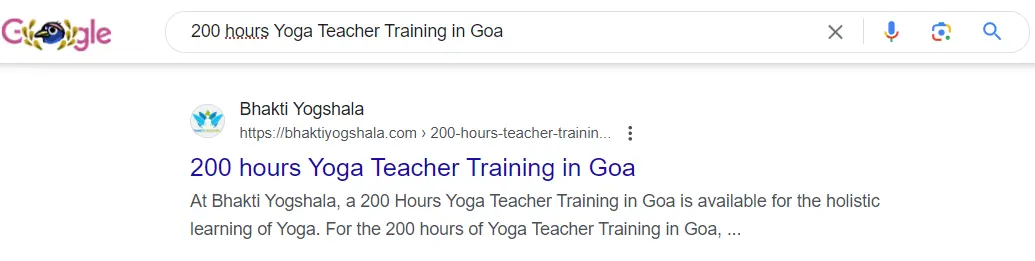 Google
200 hours Yoga Teacher Training in Goa
Bhakti Yogshala
https://bhaktiyogshala.com › 200-hours-teacher-trainin...
200 hours Yoga Teacher Training in Goa
At Bhakti Yogshala, a 200 Hours Yoga Teacher Training in Goa is available for the holistic
learning of Yoga. For the 200 hours of Yoga Teacher Training in Goa, ...